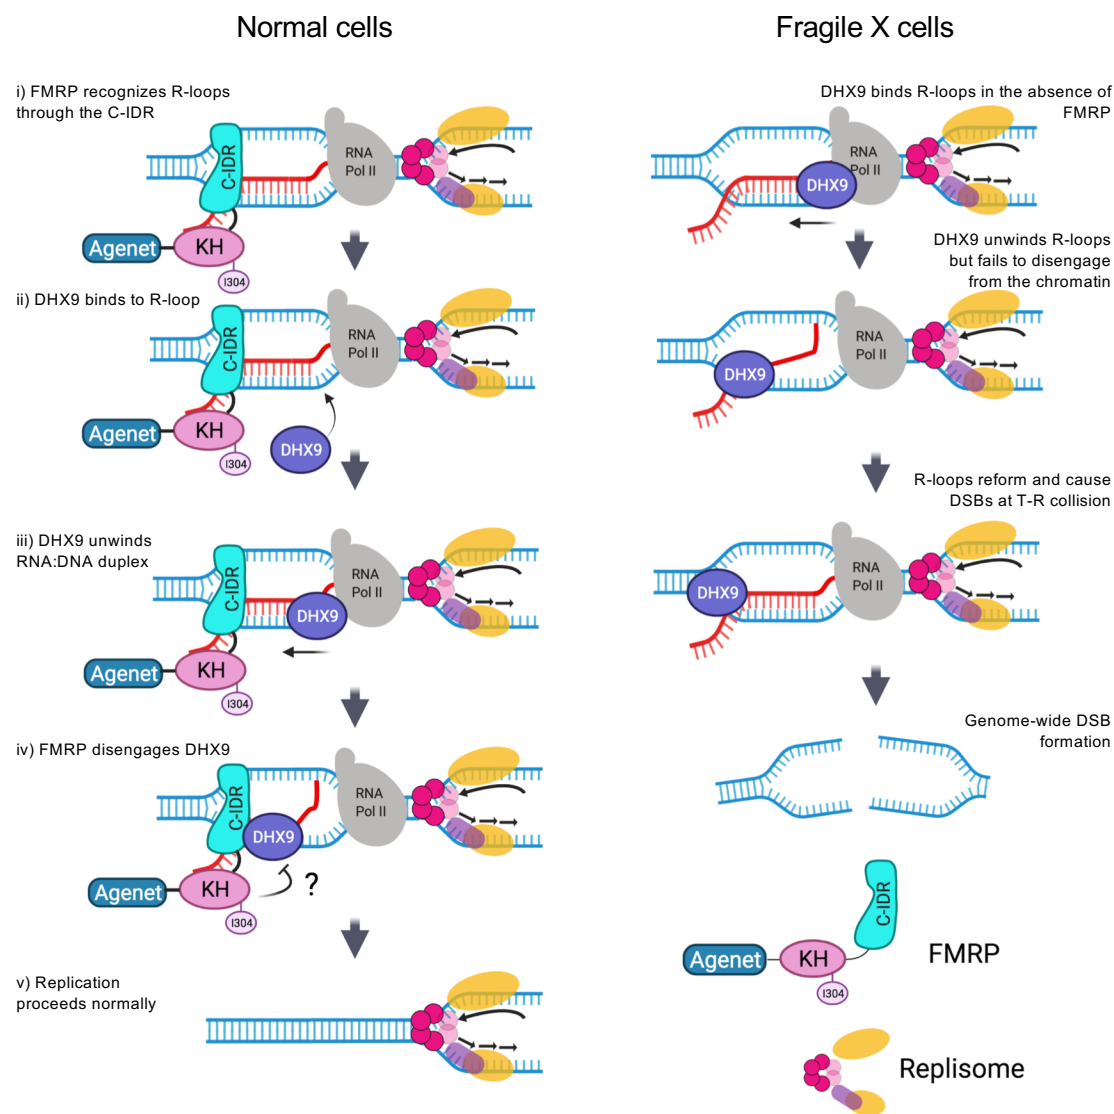 Normal cells
i) FMRP recognizes R-loops
through the C-IDR
C-IDR
RNA
Pol II
Agenet
KH
I304
ii) DHX9 binds to R-loop
C-IDR
RNA
Pol II
Agenet
KH
I304
DHX9
iii) DHX9 unwinds
RNA:DNA duplex
C-IDR
RNA
Pol II
DHX9
Agenet
KH
I304
iv) FMRP disengages DHX9
C-IDR
RNA
Pol II
DHX9
Agenet
KH
?
I304
v) Replication
proceeds normally
Fragile X cells
DHX9 binds R-loops in the absence of
FMRP
RNA
Pol II
DHX9
DHX9 unwinds R-loops
but fails to disengage
from the chromatin
RNA
Pol II
DHX9
R-loops reform and cause
DSBs at T-R collision
RNA
Pol II
DHX9
Genome-wide DSB
formation
C-IDR
Agenet
KH
I304
FMRP
Replisome